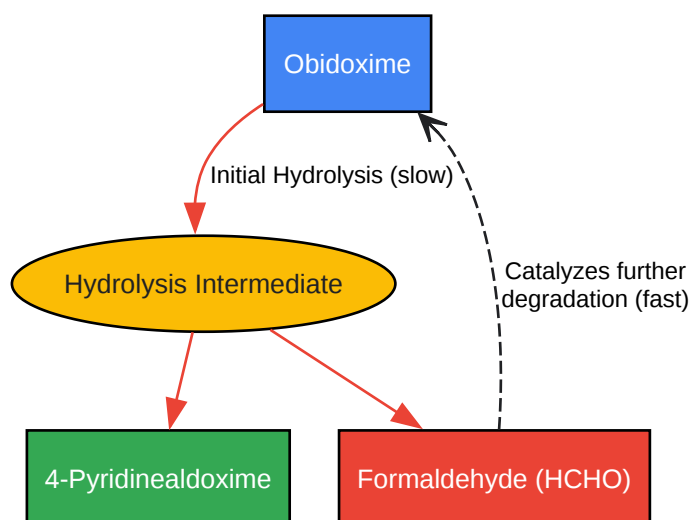 Obidoxime
Initial Hydrolysis (slow)
Hydrolysis Intermediate
Catalyzes further
degradation (fast)
4-Pyridinealdoxime
Formaldehyde (HCHO)